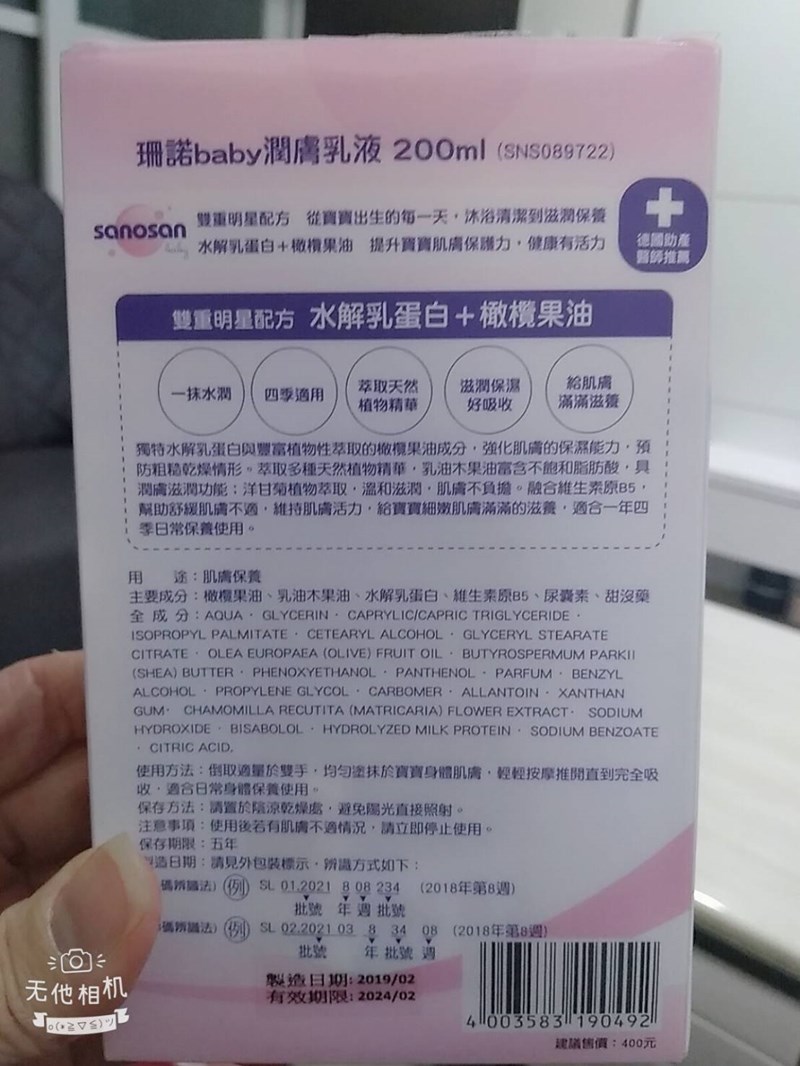 珊諾baby潤膚乳液 200ml (SNS089722)
sanosan
baby
雙重明星配方 從寶寶出生的每一天，沐浴清潔到滋潤保養
水解乳蛋白＋橄欖果油 提升寶寶肌膚保護力，健康有活力
德國助產
醫師推薦
雙重明星配方 水解乳蛋白＋橄欖果油
一抹水潤
四季適用
萃取天然
植物精華
滋潤保濕
好吸收
給肌膚
滿滿滋養
獨特水解乳蛋白與豐富植物性萃取的橄欖果油成分，強化肌膚的保濕能力，預
防粗糙乾燥情形。萃取多種天然植物精華，乳油木果油富含不飽和脂肪酸，具
潤膚滋潤功能；洋甘菊植物萃取，溫和滋潤，肌膚不負擔。融合維生素原B5，
幫助舒緩肌膚不適，維持肌膚活力，給寶寶細嫩肌膚滿滿的滋養，適合一年四
季日常保養使用。
用 途：肌膚保養
主要成分：橄欖果油、乳油木果油、水解乳蛋白、維生素原B5、尿囊素、甜沒藥
全 成 分：AQUA · GLYCERIN · CAPRYLIC/CAPRIC TRIGLYCERIDE ·
ISOPROPYL PALMITATE · CETEARYL ALCOHOL · GLYCERYL STEARATE
CITRATE · OLEA EUROPAEA (OLIVE) FRUIT OIL · BUTYROSPERMUM PARKII
(SHEA) BUTTER · PHENOXYETHANOL · PANTHENOL · PARFUM · BENZYL
ALCOHOL · PROPYLENE GLYCOL · CARBOMER · ALLANTOIN · XANTHAN
GUM· CHAMOMILLA RECUTITA (MATRICARIA) FLOWER EXTRACT· SODIUM
HYDROXIDE · BISABOLOL · HYDROLYZED MILK PROTEIN · SODIUM BENZOATE
· CITRIC ACID.
使用方法：倒取適量於雙手，均勻塗抹於寶寶身體肌膚，輕輕按摩推開直到完全吸
收，適合日常身體保養使用。
保存方法：請置於陰涼乾燥處，避免陽光直接照射。
注意事項：使用後若有肌膚不適情況，請立即停止使用。
保存期限：五年
造日期：請見外包裝標示，辨識方式如下：
碼辨識法) 例 SL 01.2021 8 08 234 (2018年第8週)
批號 年 週 批號
碼辨識法) 例 SL 02.2021 03 8 34 08 (2018年第8週)
批號 年 批號 週
製造日期: 2019/02
有效期限: 2024/02
4 003583 190492
建議售價：400元
无他相机
o(*≧▽≦)ツ